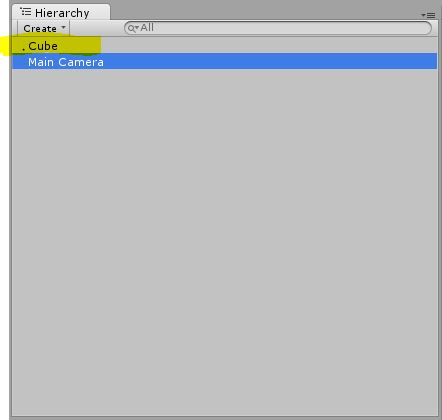 Hierarchy
Create All
. Cube
Main Camera